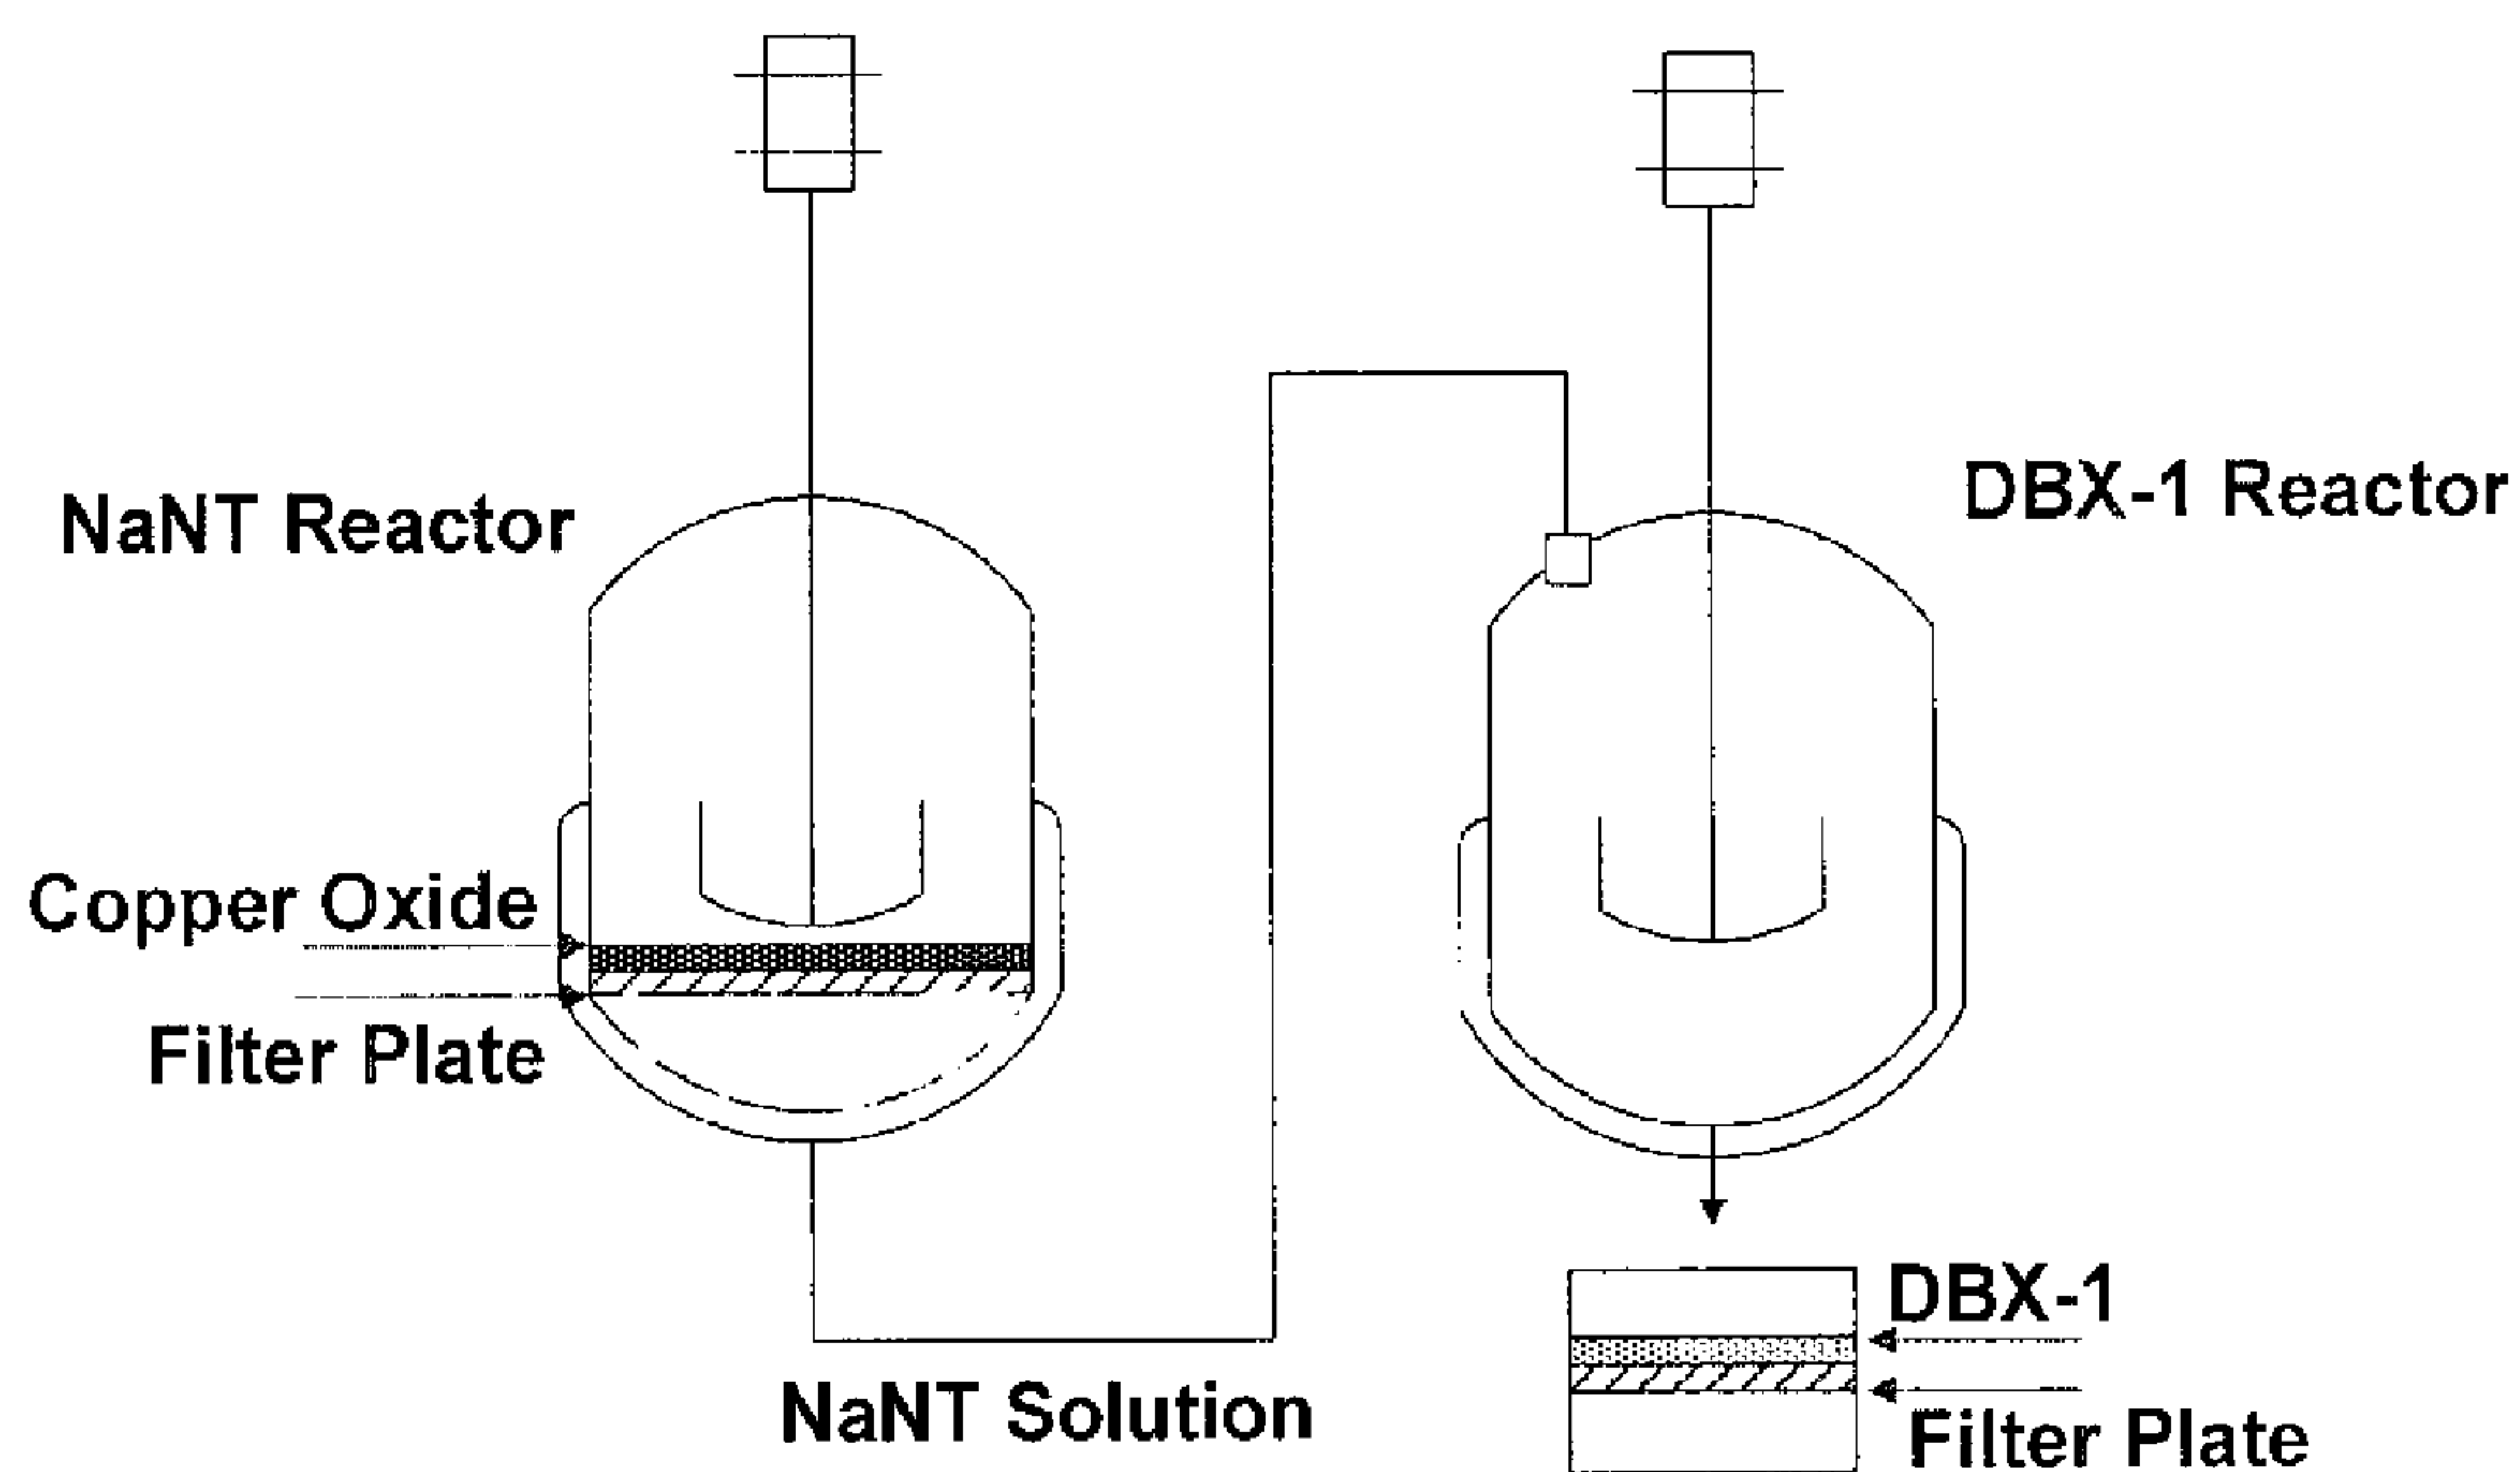 NaNT Reactor
DBX-1 Reactor
Copper Oxide
Filter Plate
NaNT Solution
DBX-1
Filter Plate